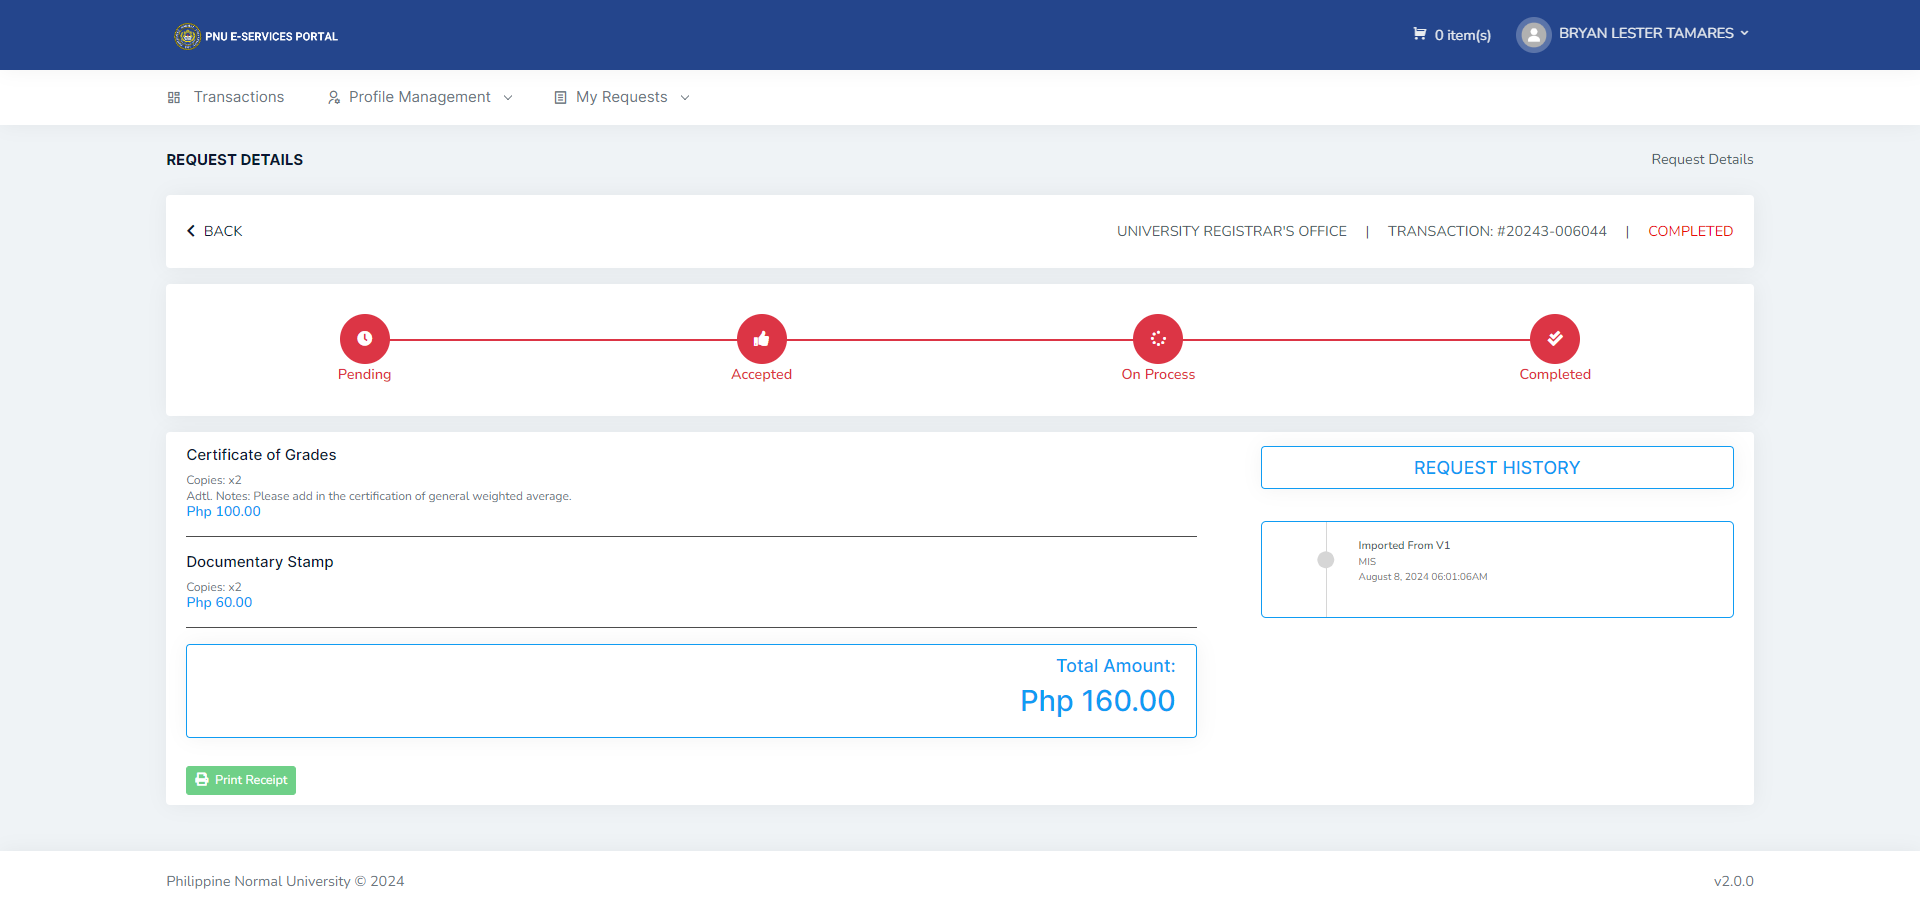 PNU E-SERVICES PORTAL
0 item(s)
BRYAN LESTER TAMARES
Transactions
Profile Management
My Requests
REQUEST DETAILS
Request Details
BACK
UNIVERSITY REGISTRAR'S OFFICE | TRANSACTION: #20243-006044 | COMPLETED
Pending
Accepted
On Process
Completed
Certificate of Grades
Copies: x2
Adtl. Notes: Please add in the certification of general weighted average.
Php 100.00
Documentary Stamp
Copies: x2
Php 60.00
Total Amount:
Php 160.00
Print Receipt
REQUEST HISTORY
Imported From V1
MIS
August 8, 2024 06:01:06AM
Philippine Normal University © 2024
v2.0.0